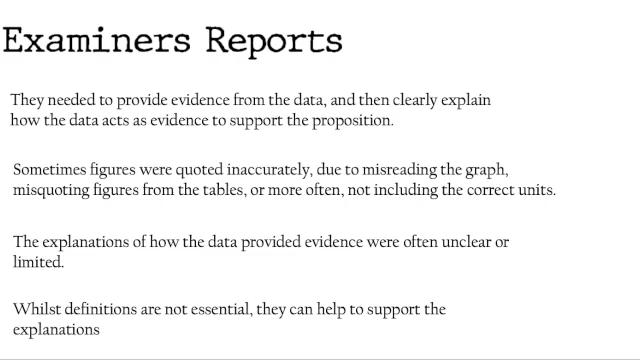 Examiners Reports
They needed to provide evidence from the data, and then clearly explain
how the data acts as evidence to support the proposition.
Sometimes figures were quoted inaccurately, due to misreading the graph,
misquoting figures from the tables, or more often, not including the correct units.
The explanations of how the data provided evidence were often unclear or
limited.
Whilst definitions are not essential, they can help to support the
explanations